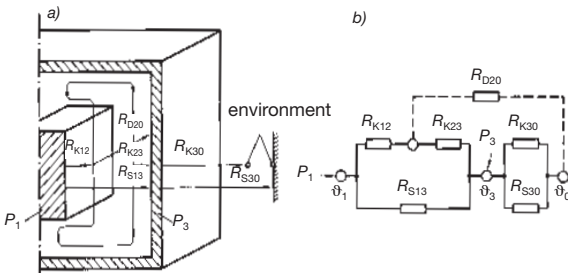 a)
b)
R_D20
R_K12
R_K23
R_S13
R_K30
R_S30
environment
P_1
P_3
R_D20
R_K12
R_K23
P_3
R_K30
P_1
ϑ_1
R_S13
ϑ_3
R_S30
ϑ_0